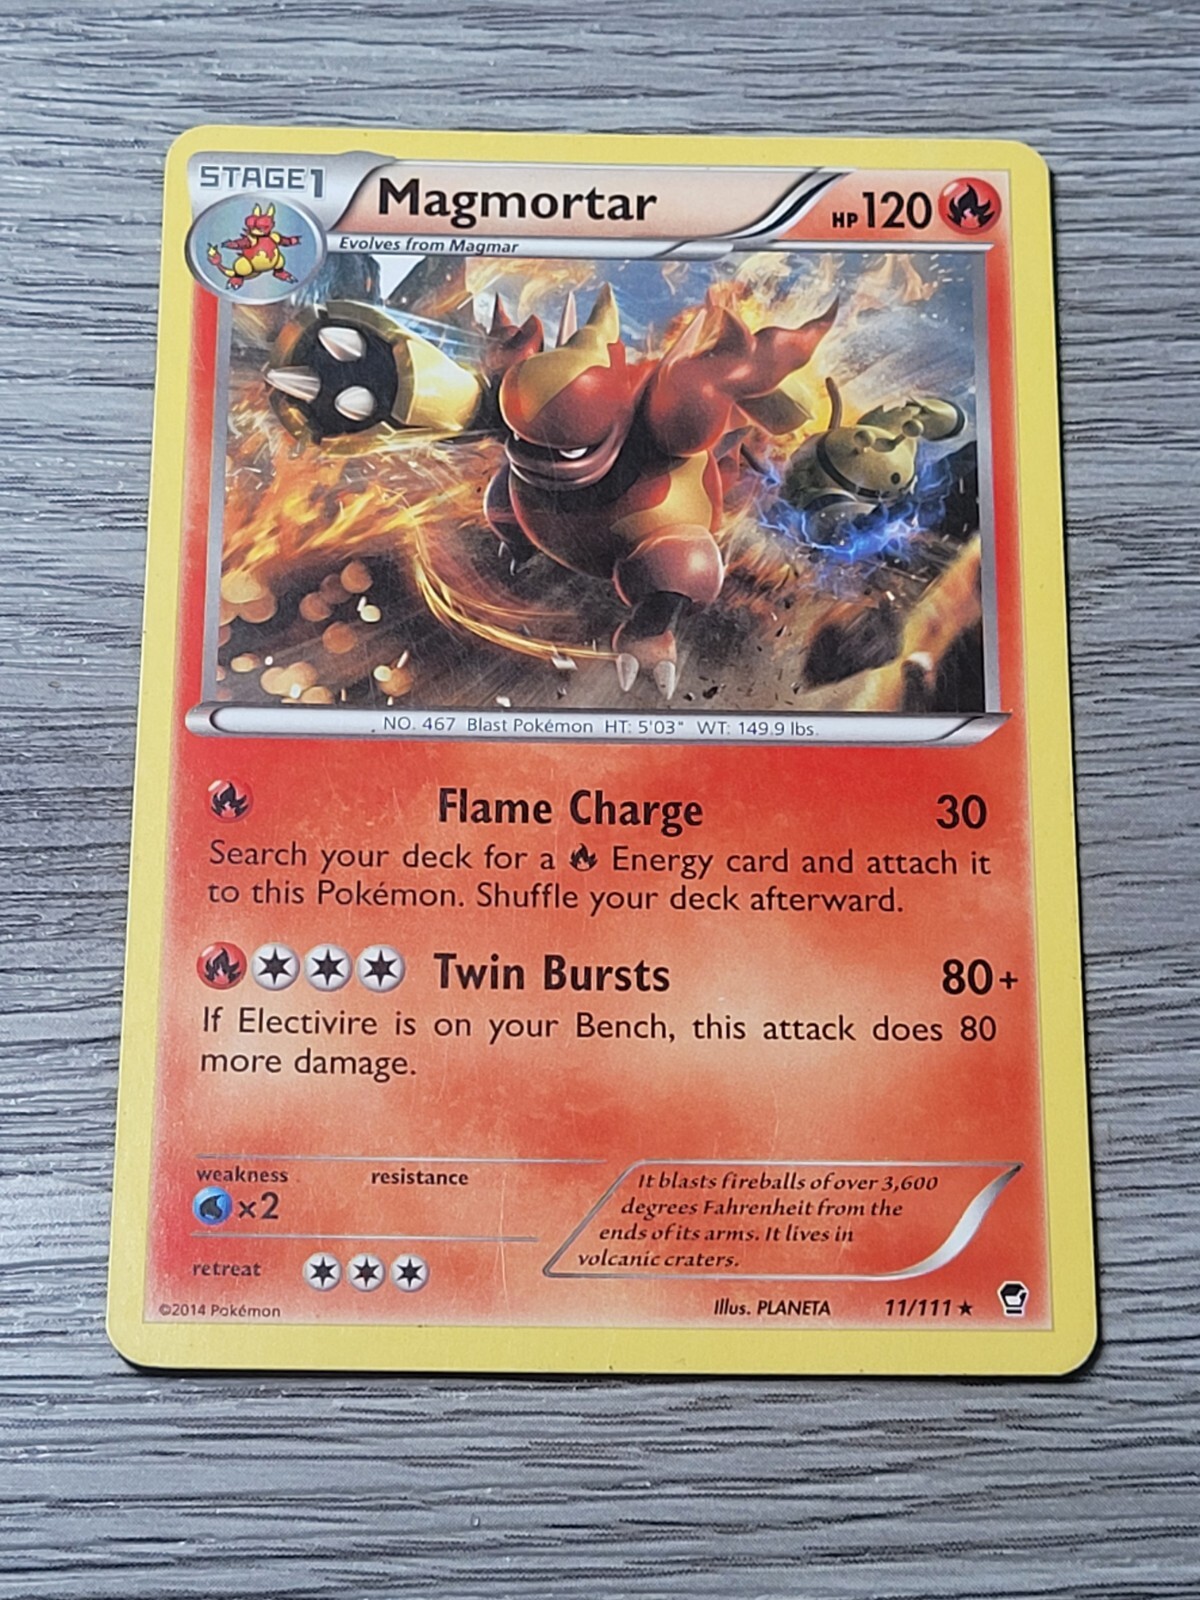 STAGE1
Magmortar
HP 120
Evolves from Magmar
NO. 467 Blast Pokémon HT: 5'03" WT: 149.9 lbs.
Flame Charge 30
Search your deck for a Energy card and attach it
to this Pokémon. Shuffle your deck afterward.
Twin Bursts 80+
If Electivire is on your Bench, this attack does 80
more damage.
weakness resistance
×2
retreat
It blasts fireballs of over 3,600
degrees Fahrenheit from the
ends of its arms. It lives in
volcanic craters.
©2014 Pokémon Illus. PLANETA 11/111 ★